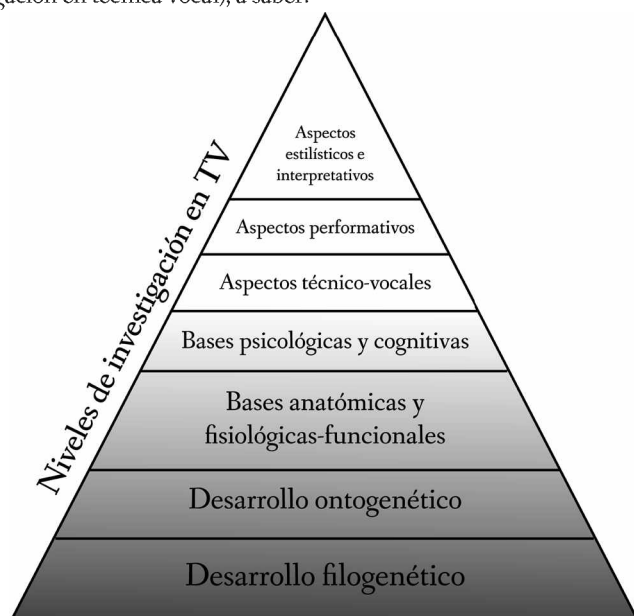 gación en técnica vocal), a saber:
Aspectos
estilísticos e
interpretativos
Aspectos performativos
Aspectos técnico-vocales
Bases psicológicas y cognitivas
Bases anatómicas y
fisiológicas-funcionales
Desarrollo ontogenético
Desarrollo filogenético
Niveles de investigación en TV